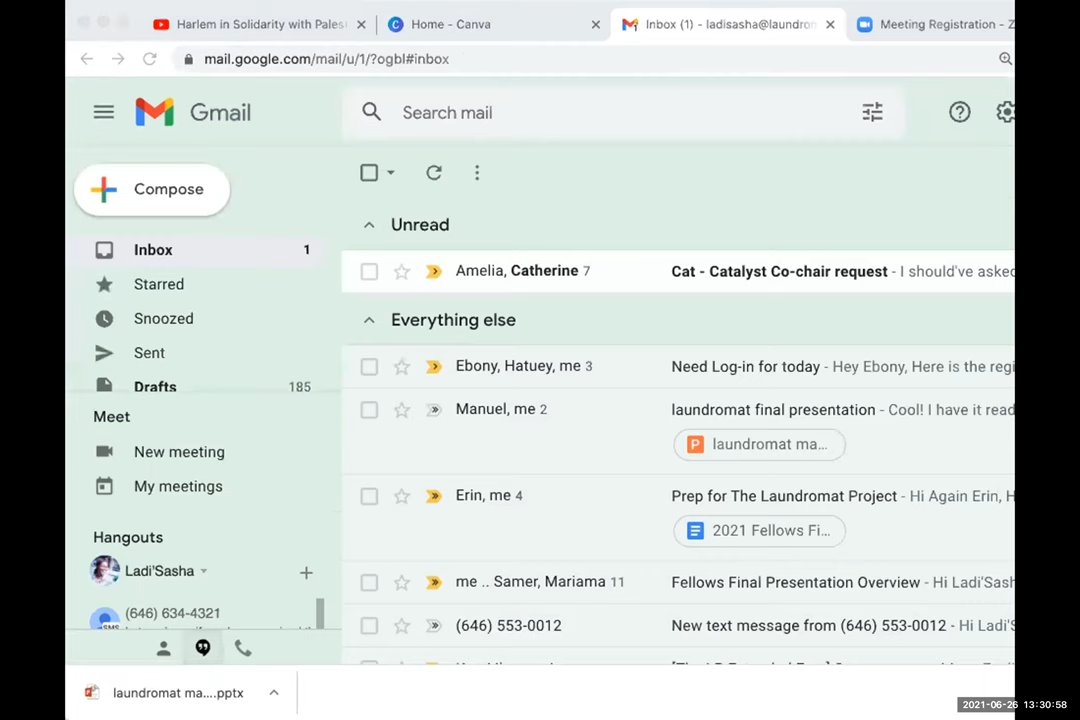 Harlem in Solidarity with Pales
Home - Canva
Inbox (1) - ladisasha@laundrom
Meeting Registration - Z
mail.google.com/mail/u/1/?ogbl#inbox
Gmail
Search mail
Compose
Unread
Inbox 1
Amelia, Catherine 7 Cat - Catalyst Co-chair request - I should've asked
Starred
Snoozed
Everything else
Sent
Ebony, Hatuey, me 3 Need Log-in for today - Hey Ebony, Here is the regi
Drafts 185
Manuel, me 2 laundromat final presentation - Cool! I have it read
Meet
laundromat ma...
New meeting
My meetings
Erin, me 4 Prep for The Laundromat Project - Hi Again Erin, H
2021 Fellows Fi...
Hangouts
Ladi'Sasha
me .. Samer, Mariama 11 Fellows Final Presentation Overview - Hi Ladi'Sash
(646) 634-4321
(646) 553-0012 New text message from (646) 553-0012 - Hi Ladi'S
laundromat ma....pptx
2021-06-26 13:30:58